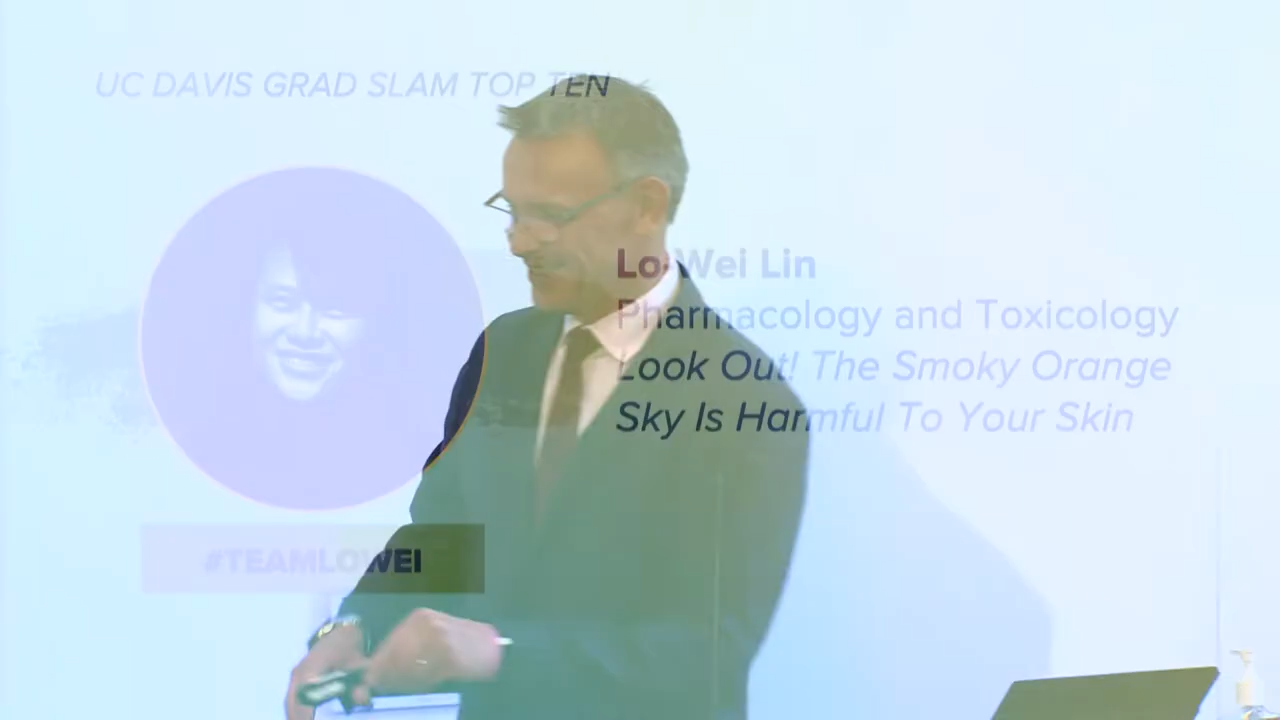 UC DAVIS GRAD SLAM TOP TEN
Lo Wei Lin
Pharmacology and Toxicology
Look Out! The Smoky Orange
Sky Is Harmful To Your Skin
#TEAMLOWEI